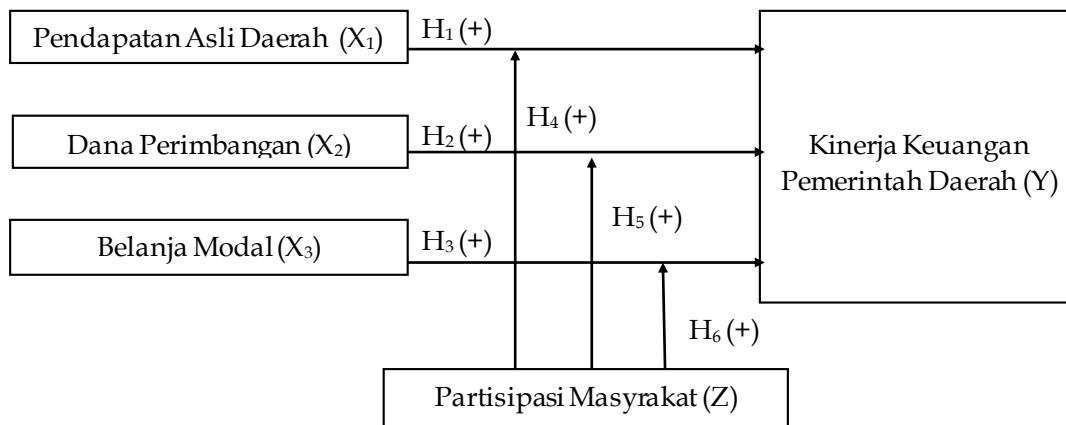 Pendapatan Asli Daerah (X₁)
H₁ (+)
H₄ (+)
Dana Perimbangan (X₂)
H₂ (+)
Kinerja Keuangan
Pemerintah Daerah (Y)
H₅ (+)
Belanja Modal (X₃)
H₃ (+)
H₆ (+)
Partisipasi Masyrakat (Z)